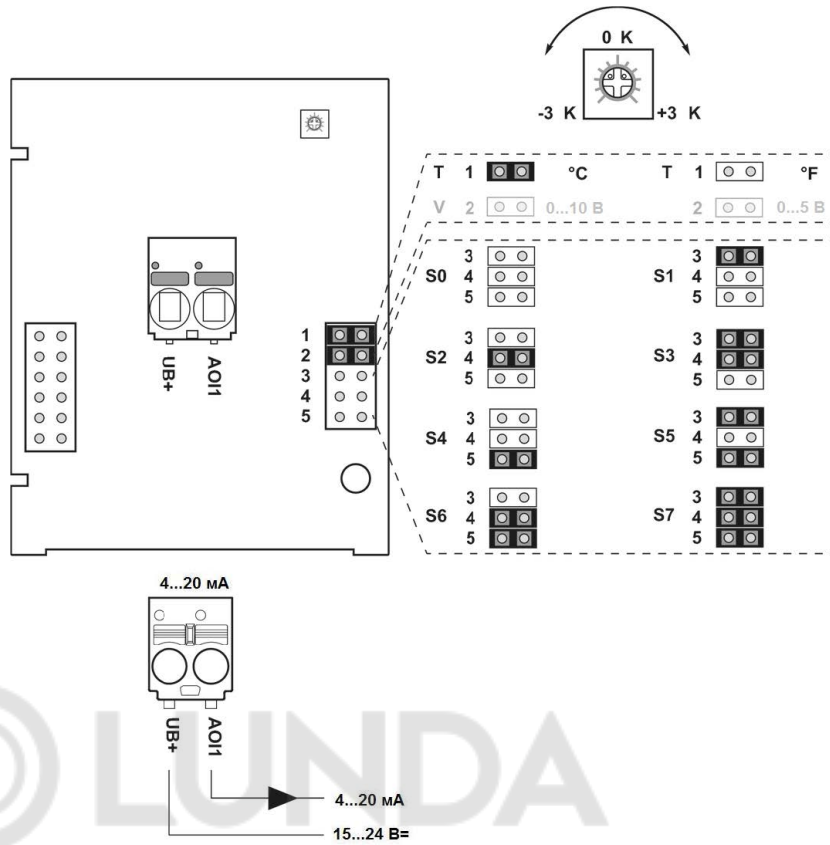 0 K
-3 K +3 K
T 1 °C T 1 °F
V 2 0...10 В 2 0...5 В
S0 3 4 5 S1 3 4 5
S2 3 4 5 S3 3 4 5
S4 3 4 5 S5 3 4 5
S6 3 4 5 S7 3 4 5
1
2
3
4
5
UB+ AOI1
4...20 мА
UB+ AOI1
4...20 мА
15...24 В=
LUNDA